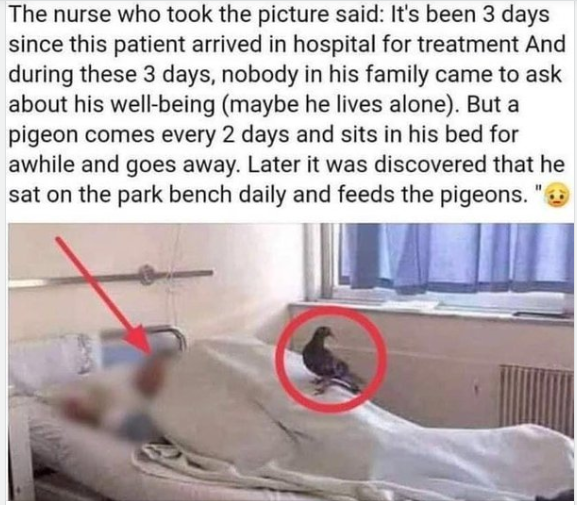 The nurse who took the picture said: It's been 3 days
since this patient arrived in hospital for treatment And
during these 3 days, nobody in his family came to ask
about his well-being (maybe he lives alone). But a
pigeon comes every 2 days and sits in his bed for
awhile and goes away. Later it was discovered that he
sat on the park bench daily and feeds the pigeons. "😥